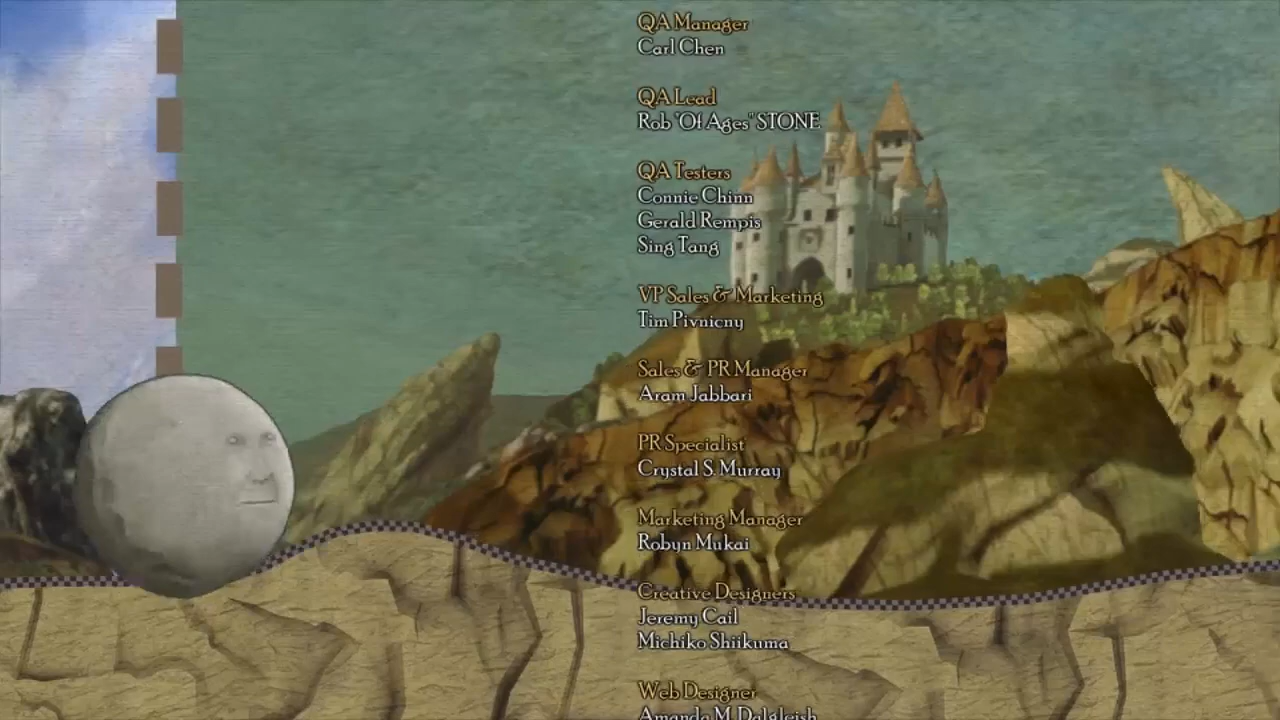 QA Manager
Carl Chen
QA Lead
Rob "Of Ages" STONE
QA Testers
Connie Chinn
Gerald Rempis
Sing Tang
VP Sales & Marketing
Tim Pivnicny
Sales & PR Manager
Aram Jabbari
PR Specialist
Crystal S. Murray
Marketing Manager
Robyn Mukai
Creative Designers
Jeremy Cail
Michiko Shiikuma
Web Designer
Amanda M. Dalgleish